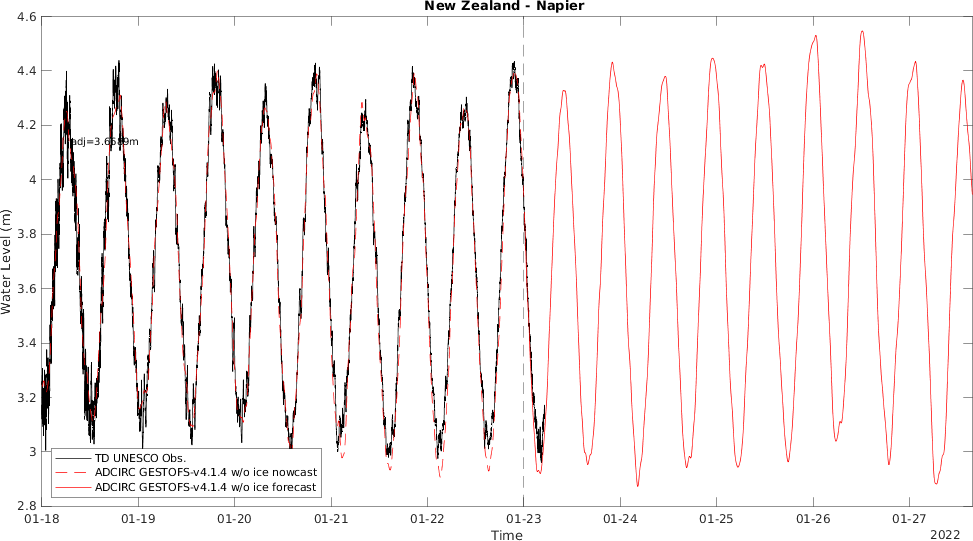 New Zealand - Napier
4.6
4.4
4.2
4
3.8
3.6
3.4
3.2
3
2.8
Water Level (m)
adj=3.6589m
TD UNESCO Obs.
ADCIRC GESTOFS-v4.1.4 w/o ice nowcast
ADCIRC GESTOFS-v4.1.4 w/o ice forecast
01-18 01-19 01-20 01-21 01-22 01-23 01-24 01-25 01-26 01-27
Time
2022